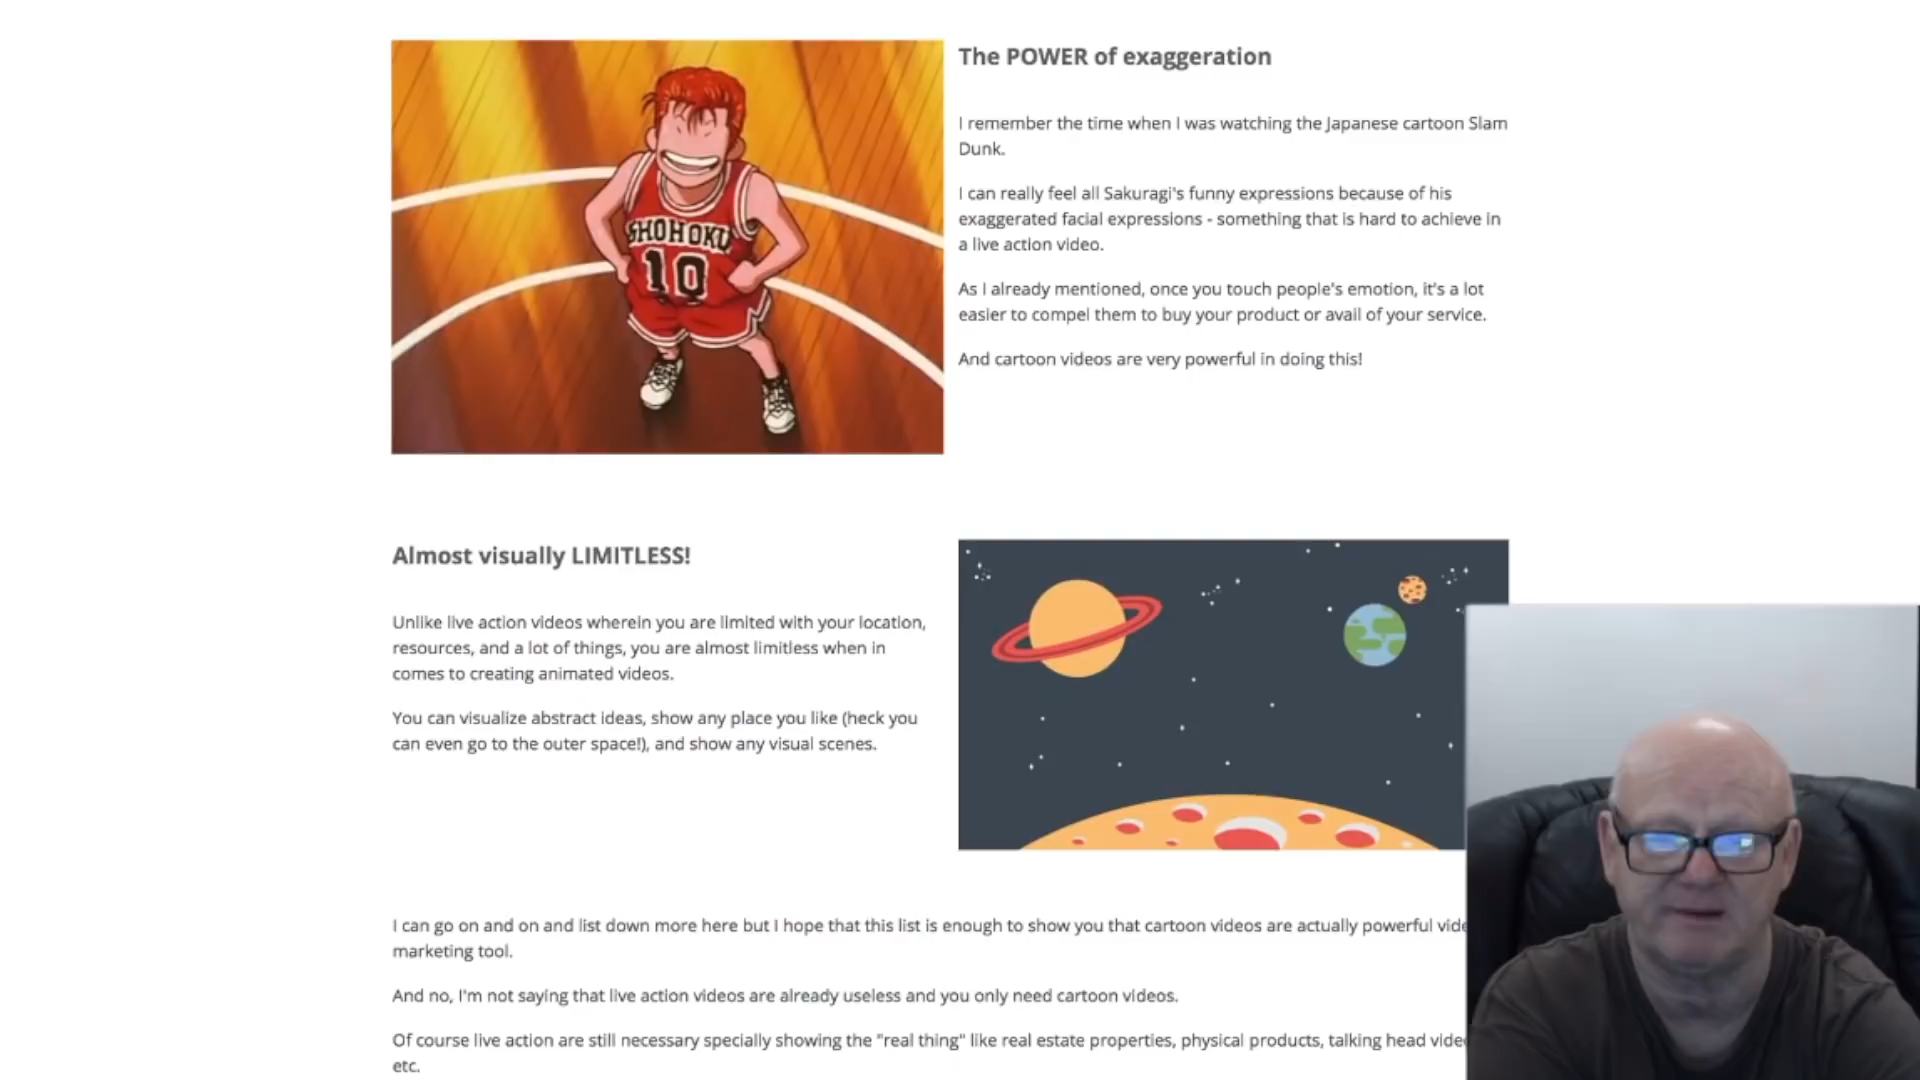 The POWER of exaggeration
I remember the time when I was watching the Japanese cartoon Slam
Dunk.
I can really feel all Sakuragi's funny expressions because of his
exaggerated facial expressions - something that is hard to achieve in
a live action video.
As I already mentioned, once you touch people's emotion, it's a lot
easier to compel them to buy your product or avail of your service.
And cartoon videos are very powerful in doing this!
SHOHOKU
10
Almost visually LIMITLESS!
Unlike live action videos wherein you are limited with your location,
resources, and a lot of things, you are almost limitless when in
comes to creating animated videos.
You can visualize abstract ideas, show any place you like (heck you
can even go to the outer space!), and show any visual scenes.
I can go on and on and list down more here but I hope that this list is enough to show you that cartoon videos are actually powerful
marketing tool.
And no, I'm not saying that live action videos are already useless and you only need cartoon videos.
Of course live action are still necessary specially showing the "real thing" like real estate properties, physical products, talking head
etc.